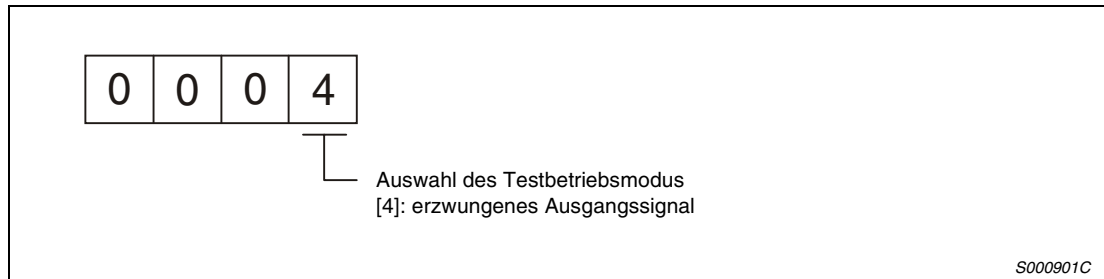 0 0 0 4
Auswahl des Testbetriebsmodus
[4]: erzwungenes Ausgangssignal
S000901C